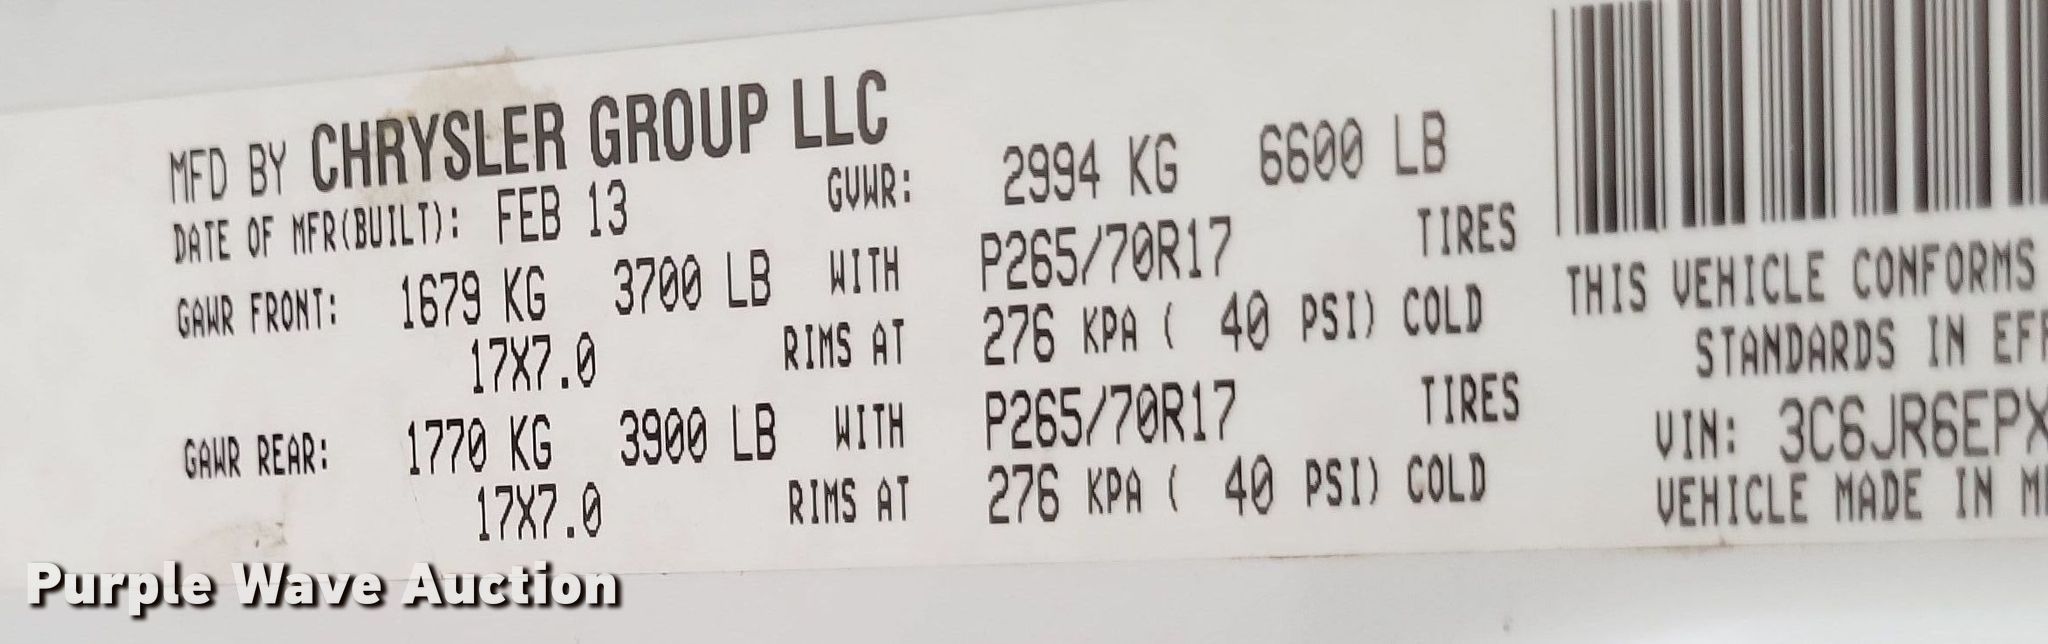 MFD BY CHRYSLER GROUP LLC
DATE OF MFR(BUILT): FEB 13 GVWR: 2994 KG 6600 LB
GAWR FRONT: 1679 KG 3700 LB WITH P265/70R17 TIRES
17X7.0 RIMS AT 276 KPA ( 40 PSI) COLD
GAWR REAR: 1770 KG 3900 LB WITH P265/70R17 TIRES
17X7.0 RIMS AT 276 KPA ( 40 PSI) COLD
THIS VEHICLE CONFORMS
STANDARDS IN EFF
VIN: 3C6JR6EPX
VEHICLE MADE IN M
Purple Wave Auction